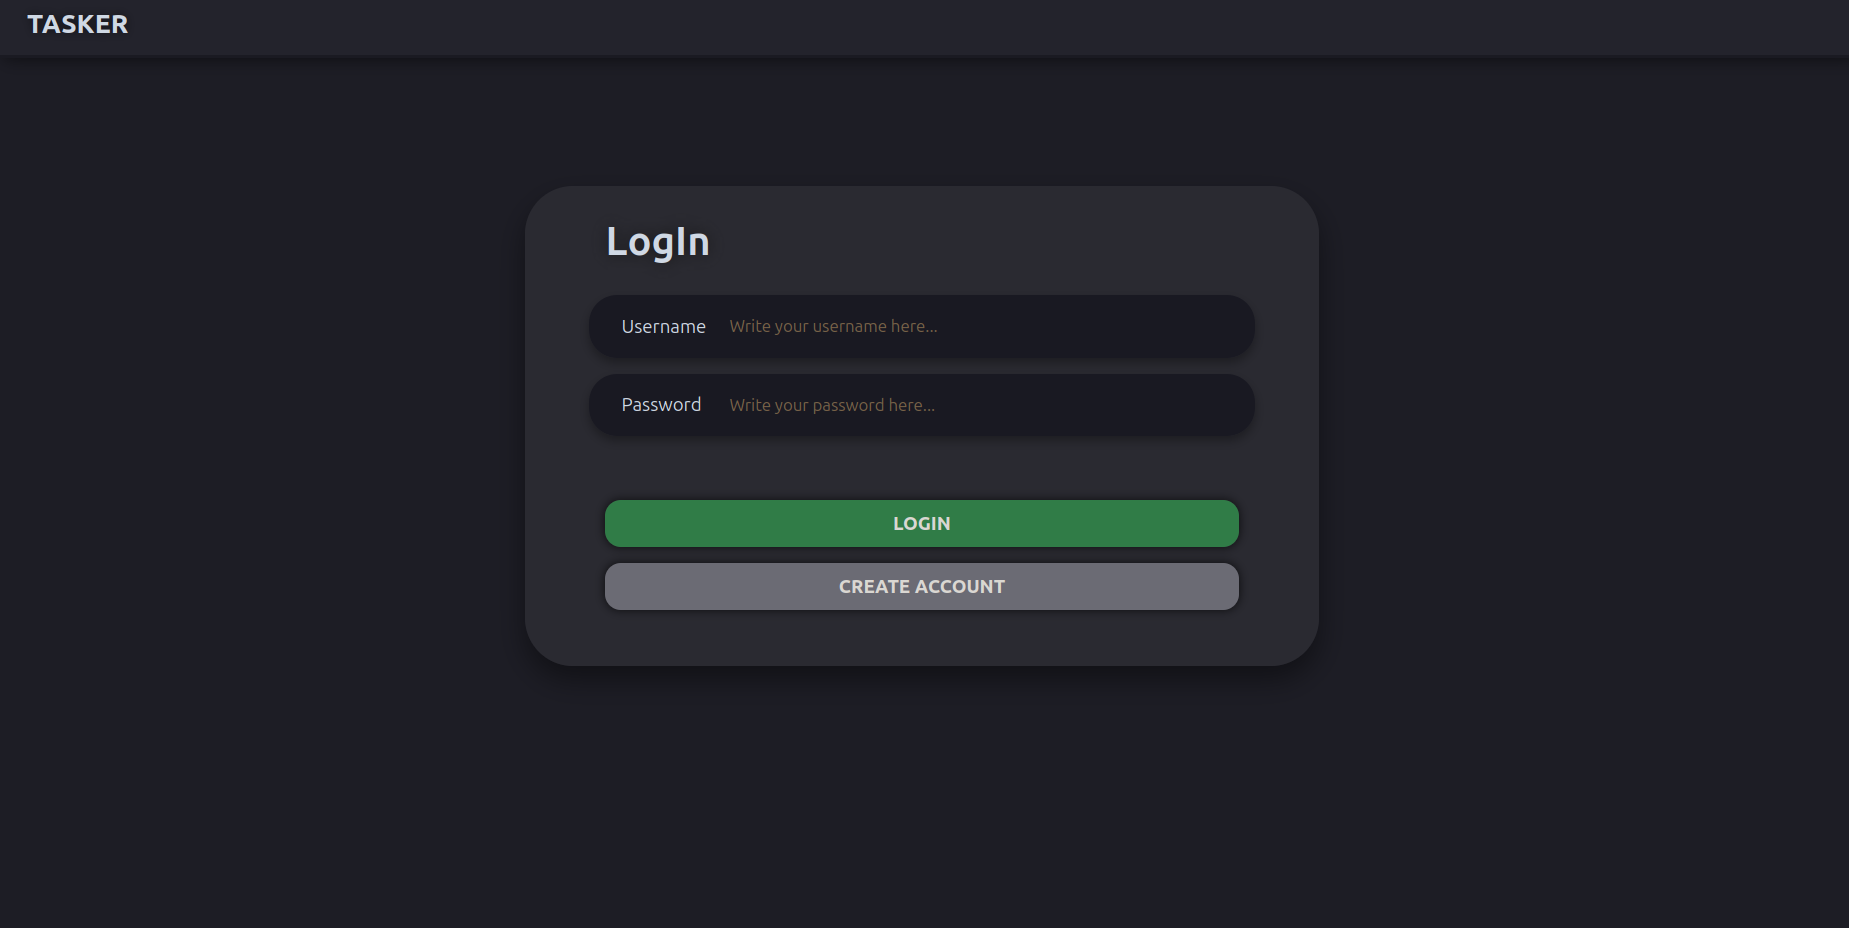 TASKER
LogIn
Username Write your username here...
Password Write your password here...
LOGIN
CREATE ACCOUNT